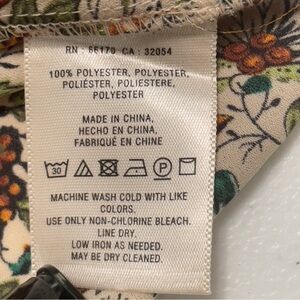 RN : 86170 CA : 32054
100% POLYESTER, POLYESTER,
POLIÉSTER, POLIESTERE,
POLYESTER
MADE IN CHINA,
HECHO EN CHINA,
FABRIQUÉ EN CHINE
30
P
MACHINE WASH COLD WITH LIKE
COLORS.
USE ONLY NON-CHLORINE BLEACH.
LINE DRY.
LOW IRON AS NEEDED.
MAY BE DRY CLEANED.